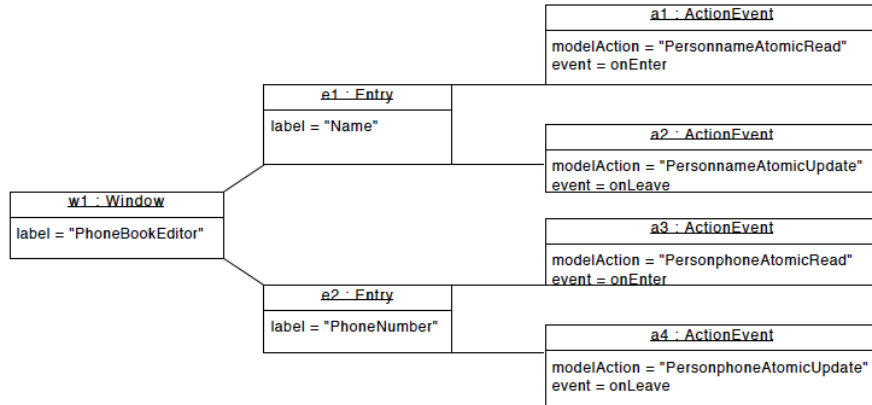 a1 : ActionEvent
modelAction = "PersonnameAtomicRead"
event = onEnter
e1 : Entry
label = "Name"
a2 : ActionEvent
modelAction = "PersonnameAtomicUpdate"
event = onLeave
w1 : Window
label = "PhoneBookEditor"
a3 : ActionEvent
modelAction = "PersonphoneAtomicRead"
event = onEnter
e2 : Entry
label = "PhoneNumber"
a4 : ActionEvent
modelAction = "PersonphoneAtomicUpdate"
event = onLeave